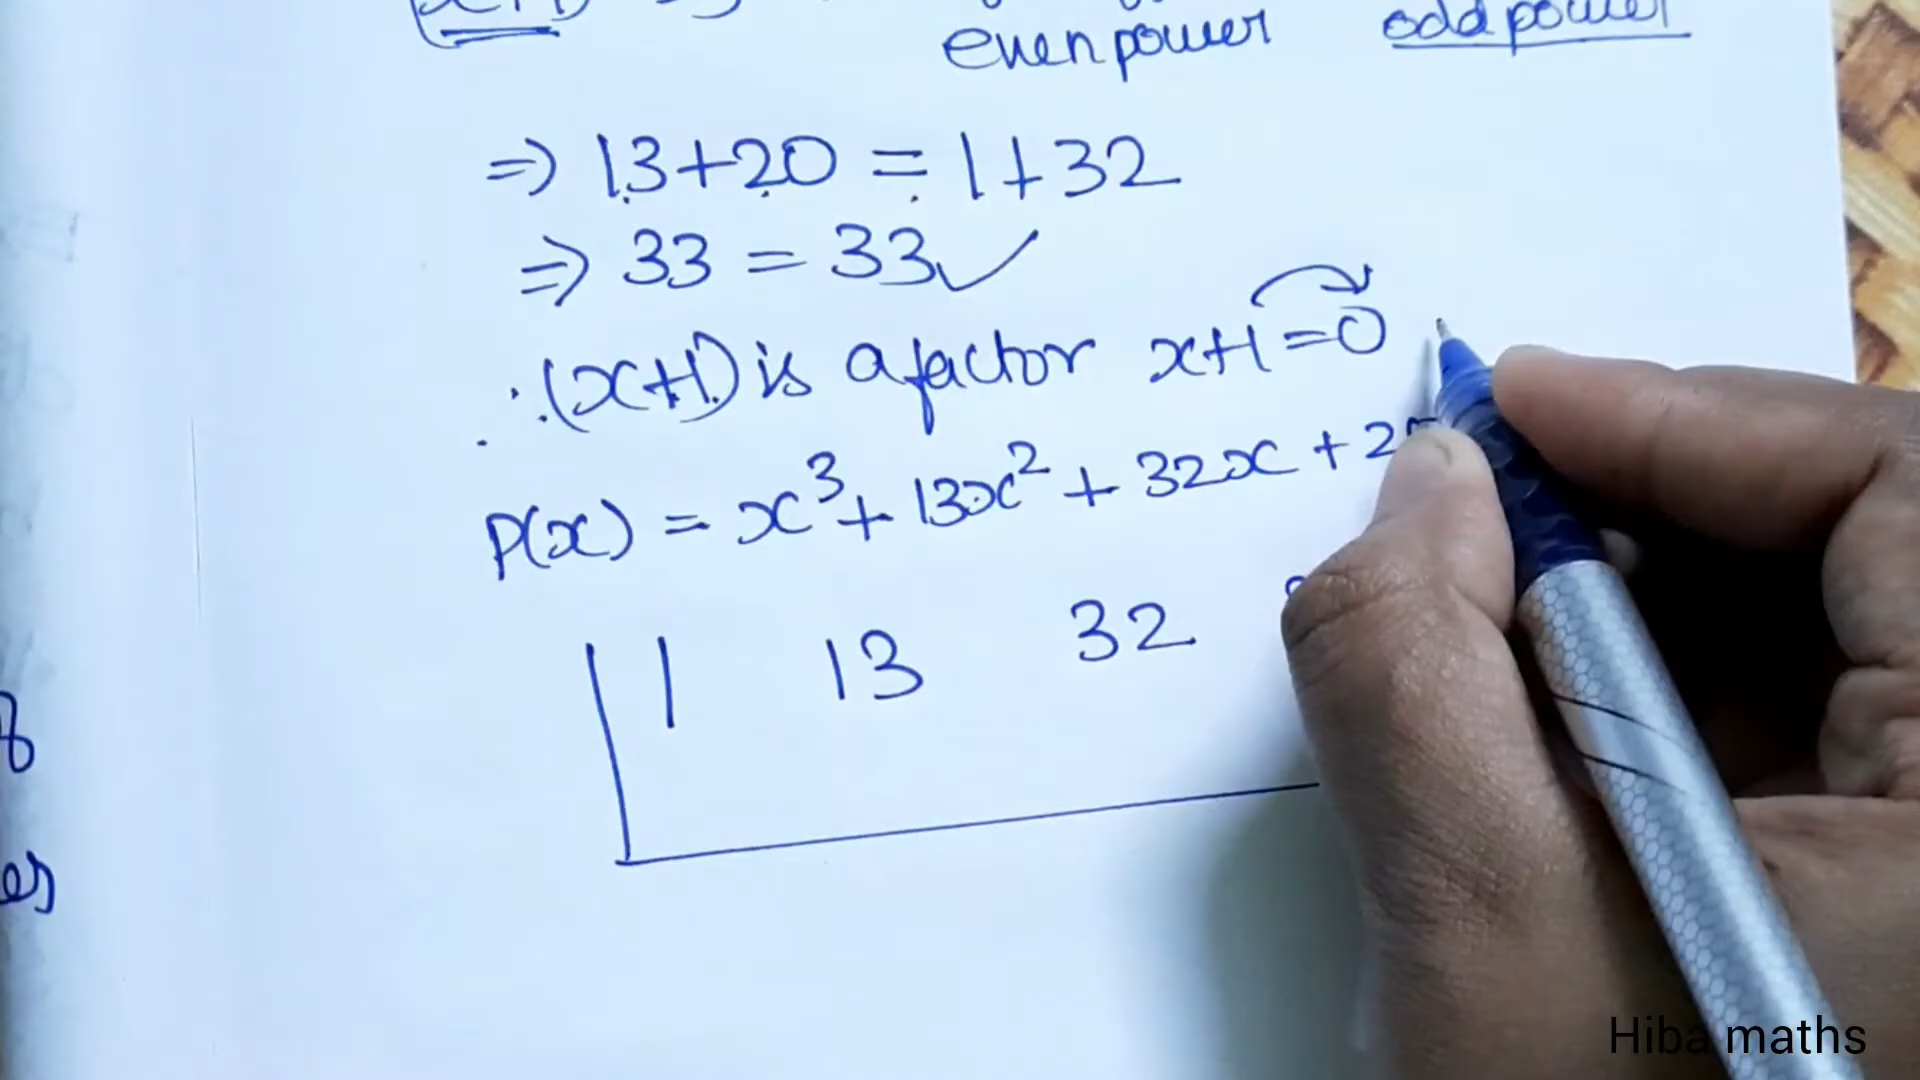 even power odd power
⇒ 13+20 = 1+32
⇒ 33 = 33✓
∴ (x+1) is a factor x+1=0
P(x) = x³ + 13x² + 32x + 2
1 13 32
es
Hiba maths